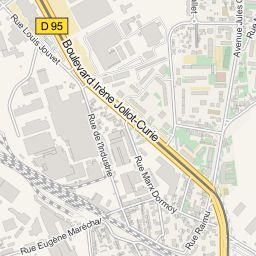 D 95
Boulevard Irène Joliot-Curie
Rue Louis Jouvet
Avenue Jules
Rue de l'Industrie
Rue Marx Dormoy
Rue Rameau
Rue Eugène Maréchal